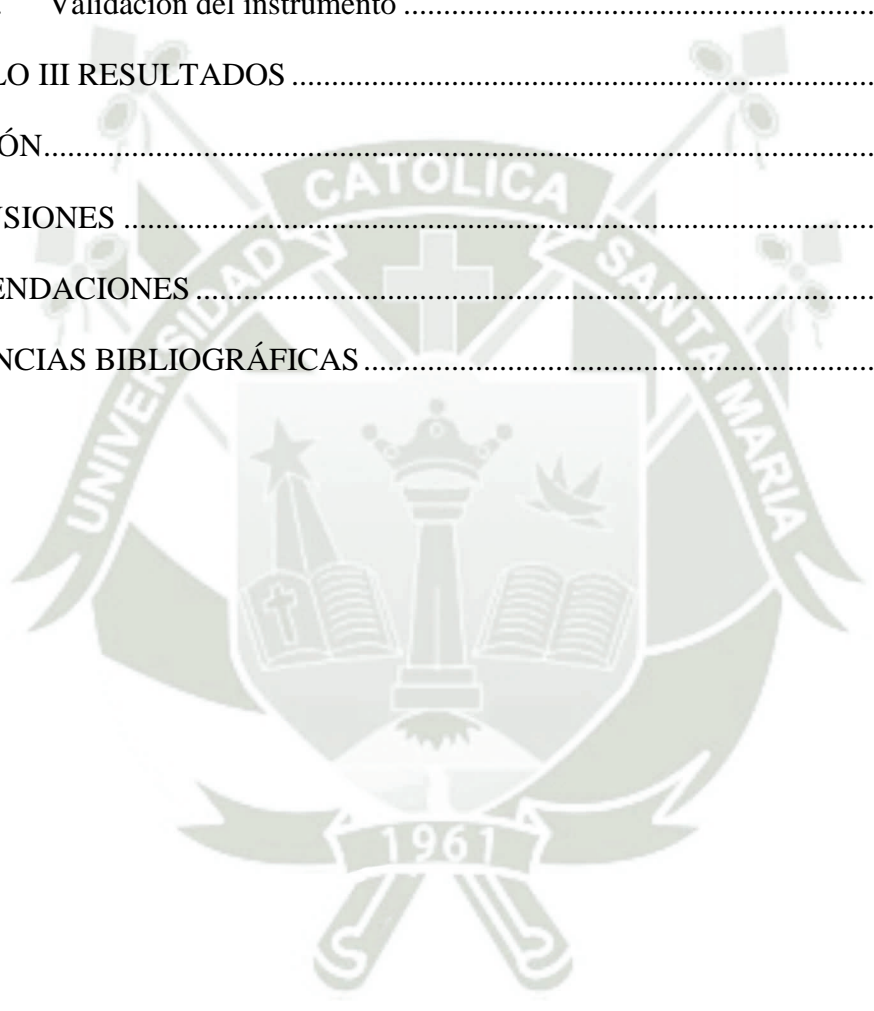 Validación del instrumento ........................................................................
LO III RESULTADOS ........................................................................
ÓN........................................................................
SIONES ........................................................................
ENDACIONES ........................................................................
NCIAS BIBLIOGRÁFICAS ........................................................................
UNIVERSIDAD CATOLICA SANTA MARIA
1961